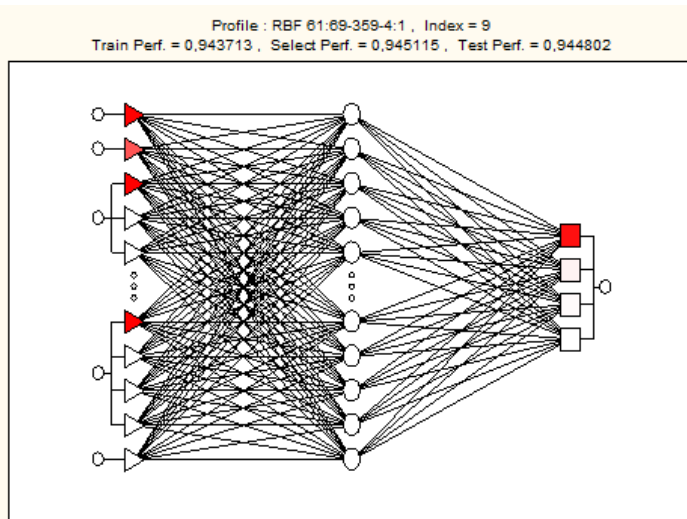 Profile : RBF 61:69-359-4:1 , Index = 9
Train Perf. = 0,943713 , Select Perf. = 0,945115 , Test Perf. = 0,944802